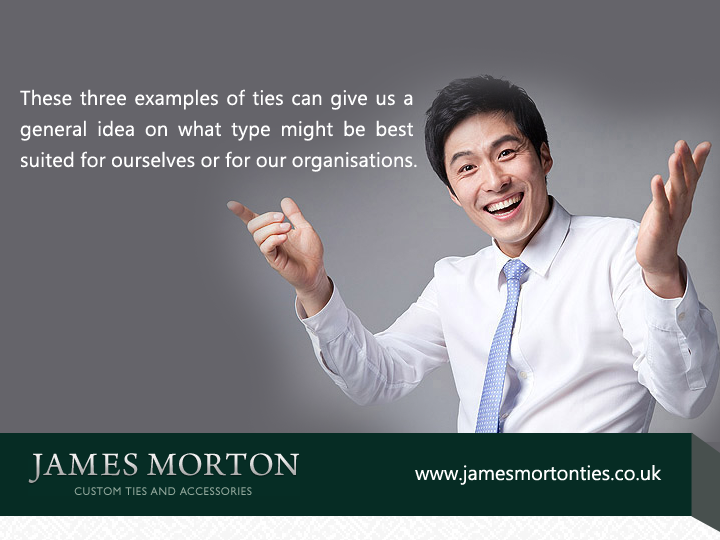 These three examples of ties can give us a
general idea on what type might be best
suited for ourselves or for our organisations.
JAMES MORTON
CUSTOM TIES AND ACCESSORIES
www.jamesmortonties.co.uk